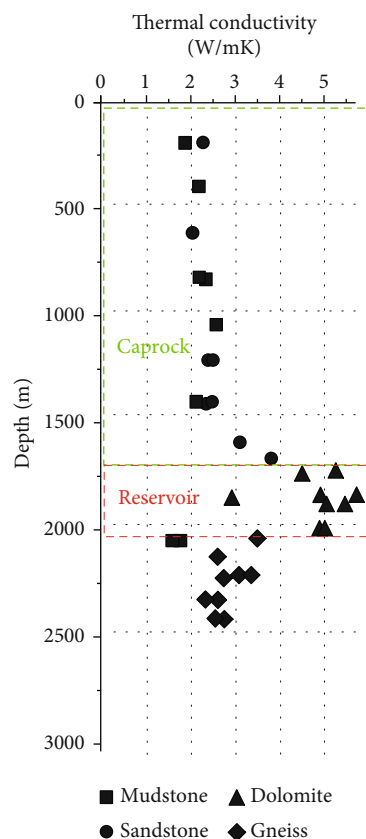 Thermal conductivity
(W/mK)
0 1 2 3 4 5
0
500
1000
1500
2000
2500
3000
Depth (m)
Caprock
Reservoir
Mudstone Dolomite
Sandstone Gneiss